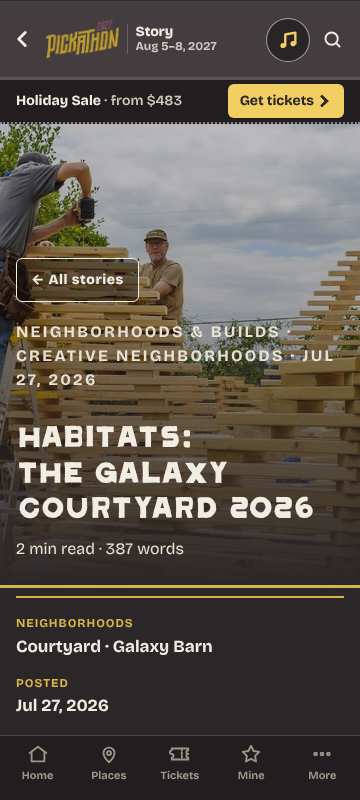 2027
PICKATHON
Story
Aug 5–8, 2027
Holiday Sale · from $483
Get tickets
← All stories
NEIGHBORHOODS & BUILDS ·
CREATIVE NEIGHBORHOODS · JUL
27, 2026
HABITATS:
THE GALAXY
COURTYARD 2026
2 min read · 387 words
NEIGHBORHOODS
Courtyard · Galaxy Barn
POSTED
Jul 27, 2026
Home
Places
Tickets
Mine
More